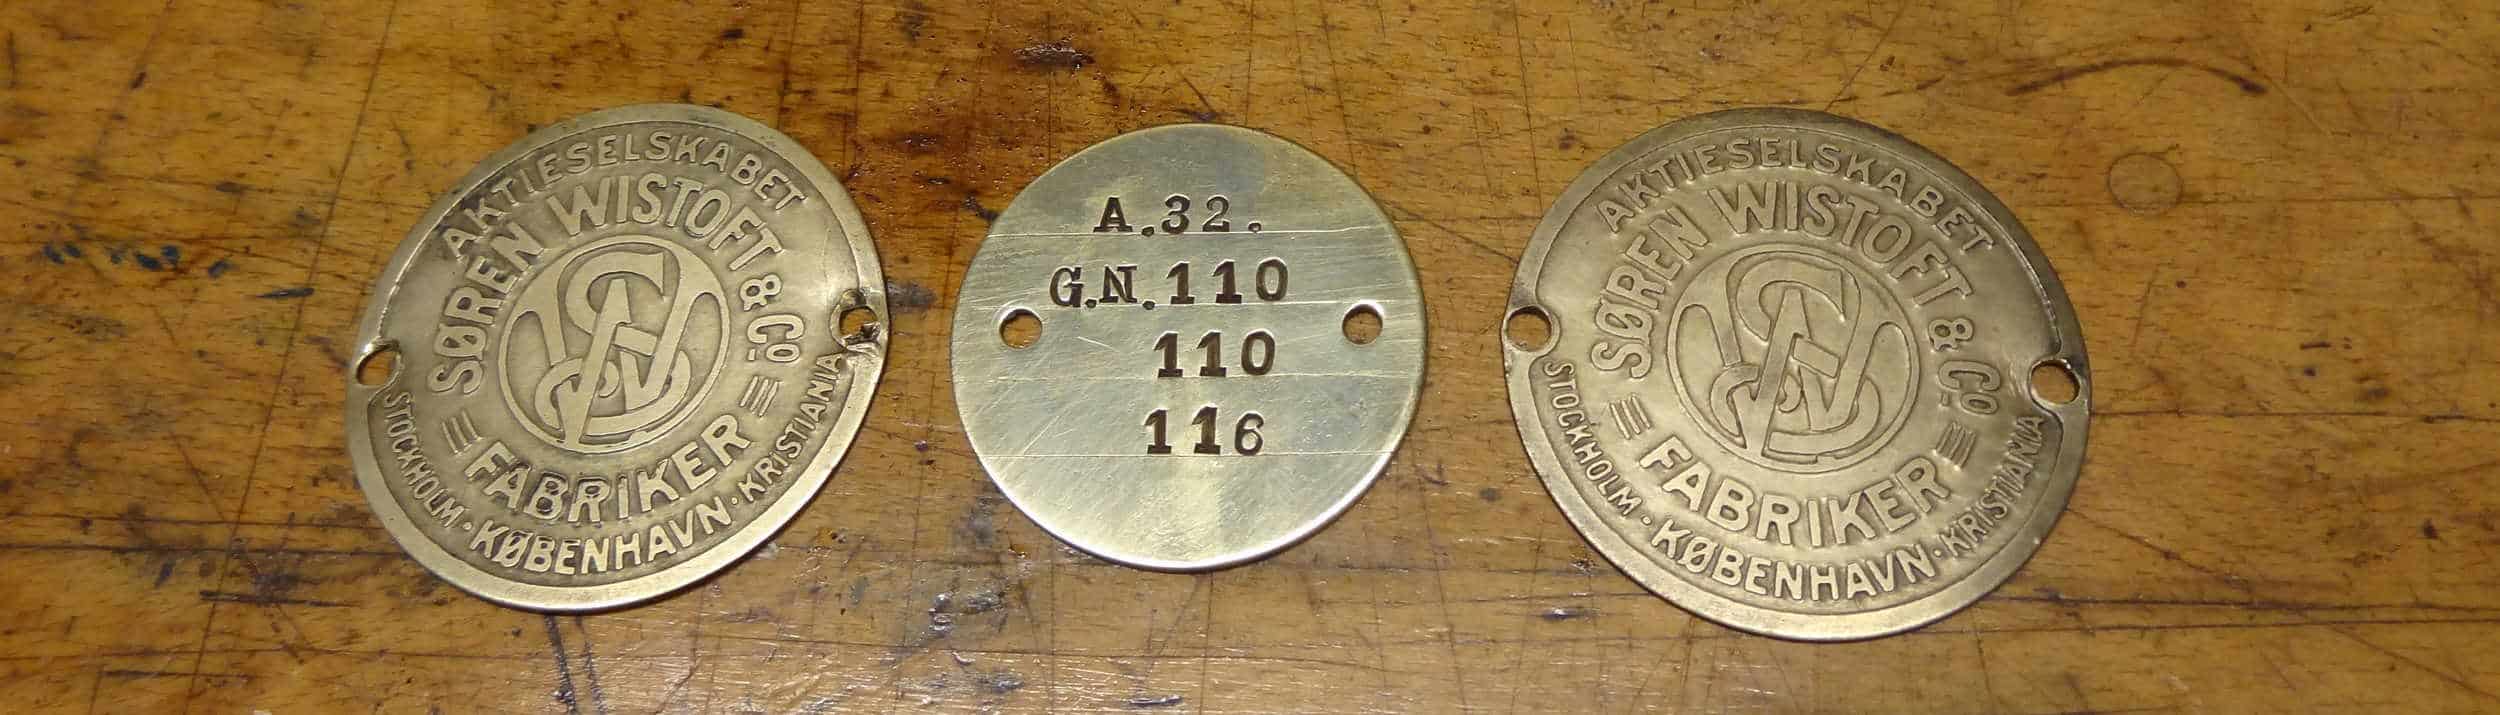 AKTIESELSKABET
SØREN WISTOFT & Co.
FABRIKER
STOCKHOLM · KØBENHAVN · KRISTIANIA
A.32.
G.N.110
110
116
AKTIESELSKABET
SØREN WISTOFT & Co.
FABRIKER
STOCKHOLM · KØBENHAVN · KRISTIANIA